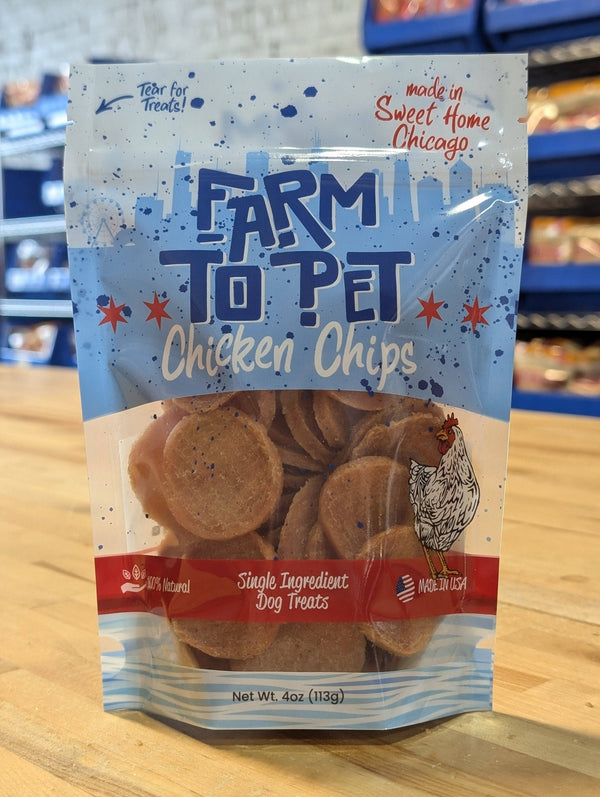 Tear for
Treats!
made in
Sweet Home
Chicago
FARM
TO PET
Chicken Chips
100% Natural
Single Ingredient
Dog Treats
MADE IN USA
Net Wt. 4oz (113g)